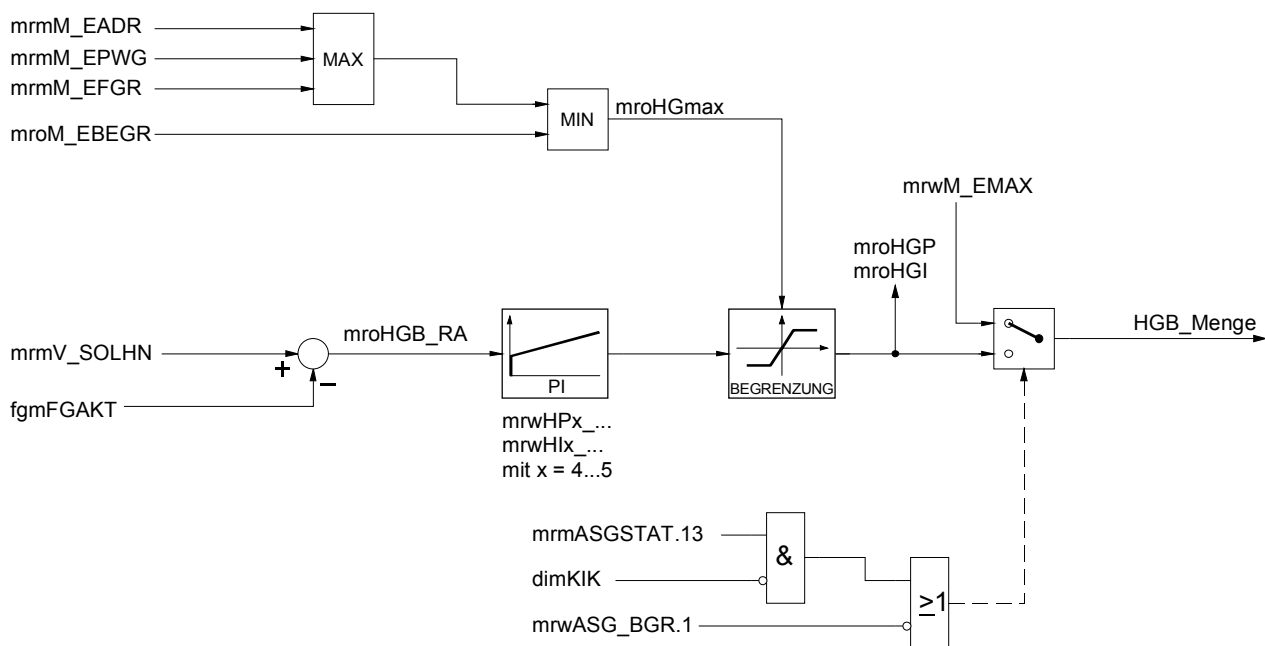 mrmM_EADR
mrmM_EPWG
mrmM_EFGR
MAX
mroM_EBEGR
MIN
mroHGmax
mrwM_EMAX
mroHGP
mroHGI
HGB_Menge
mrmV_SOLHN
+
−
mroHGB_RA
fgmFGAKT
PI
BEGRENZUNG
mrwHPx_...
mrwHIx_...
mit x = 4...5
mrmASGSTAT.13
&
dimKIK
≥1
mrwASG_BGR.1